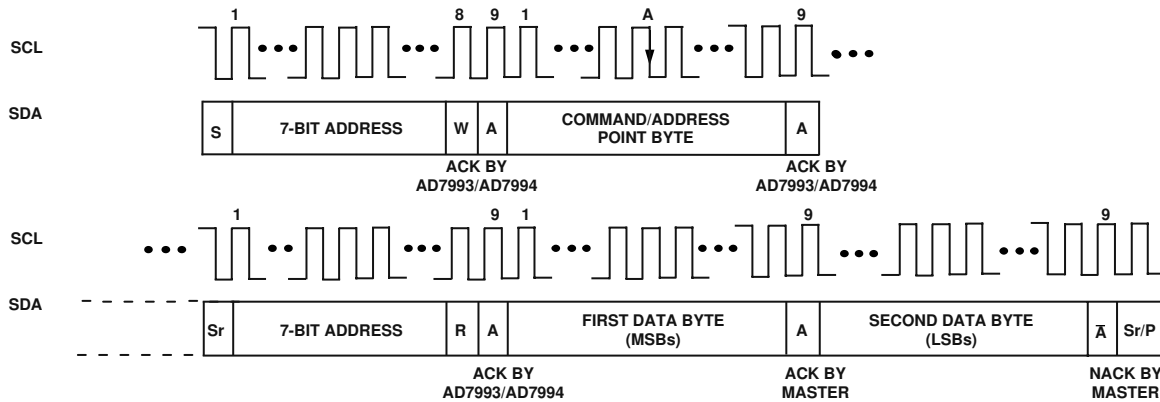 1 8 9 1 A 9
SCL
SDA
S 7-BIT ADDRESS W A COMMAND/ADDRESS POINT BYTE A
ACK BY AD7993/AD7994 ACK BY AD7993/AD7994
1 9 1 9 9
SCL
SDA
Sr 7-BIT ADDRESS R A FIRST DATA BYTE (MSBs) A SECOND DATA BYTE (LSBs) A̅ Sr/P
ACK BY AD7993/AD7994 ACK BY MASTER NACK BY MASTER